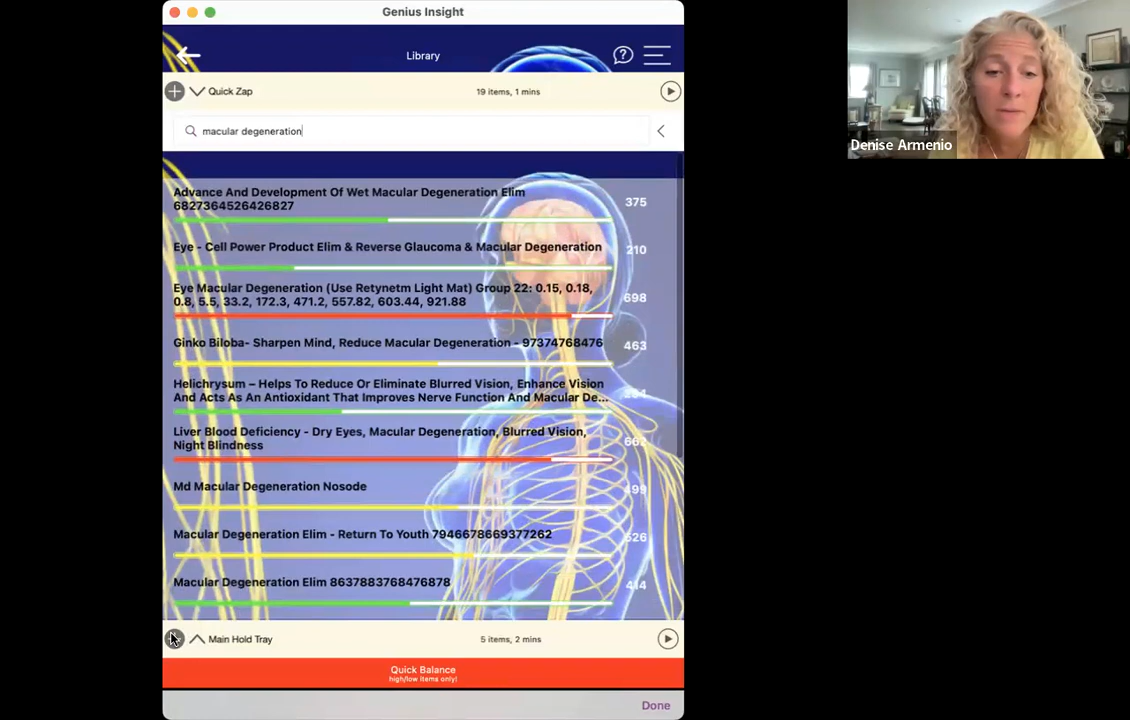 Genius Insight
Library
Quick Zap
19 items, 1 mins
macular degeneration
Denise Armenio
Advance And Development Of Wet Macular Degeneration Elim
6827364526426827
375
Eye - Cell Power Product Elim & Reverse Glaucoma & Macular Degeneration
210
Eye Macular Degeneration (Use Retynetm Light Mat) Group 22: 0.15, 0.18,
0.8, 5.5, 33.2, 172.3, 471.2, 557.82, 603.44, 921.88
698
Ginko Biloba- Sharpen Mind, Reduce Macular Degeneration - 97374768476
463
Helichrysum – Helps To Reduce Or Eliminate Blurred Vision, Enhance Vision
And Acts As An Antioxidant That Improves Nerve Function And Macular De...
Liver Blood Deficiency - Dry Eyes, Macular Degeneration, Blurred Vision,
Night Blindness
Md Macular Degeneration Nosode
499
Macular Degeneration Elim - Return To Youth 7946678669377262
526
Macular Degeneration Elim 8637883768476878
414
Main Hold Tray
5 items, 2 mins
Quick Balance
high/low items only!
Done